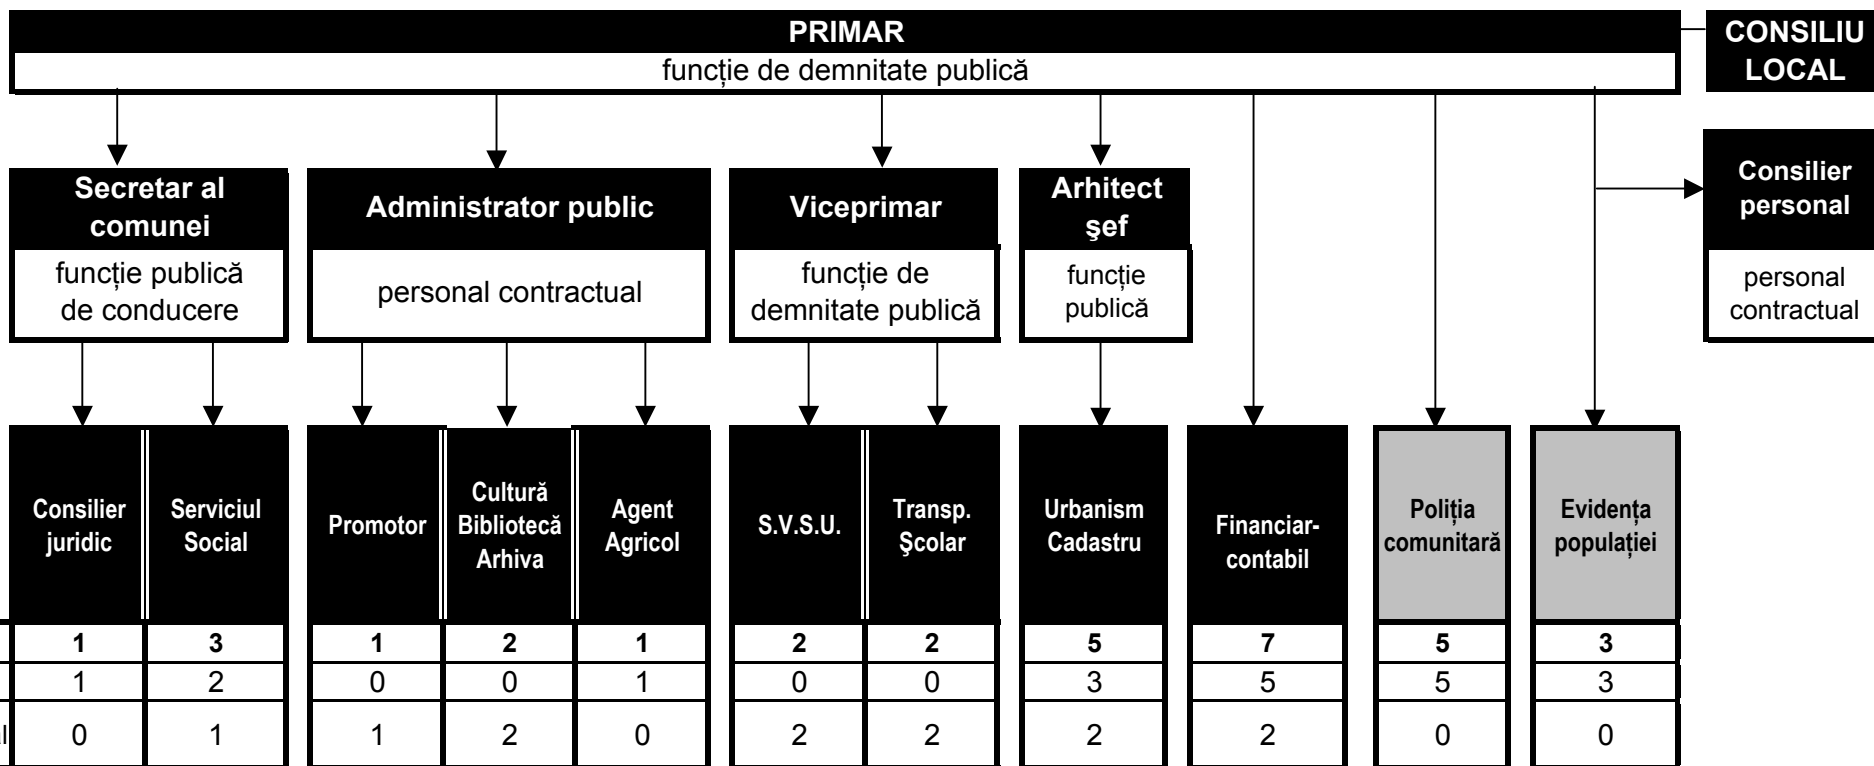 PRIMAR
funcție de demnitate publică
CONSILIU
LOCAL
Secretar al
comunei
funcție publică
de conducere
Administrator public
personal contractual
Viceprimar
funcție de
demnitate publică
Arhitect
şef
funcție
publică
Consilier
personal
personal
contractual
Consilier
juridic
Serviciul
Social
Promotor
Cultură
Bibliotecă
Arhiva
Agent
Agricol
S.V.S.U.
Transp.
Şcolar
Urbanism
Cadastru
Financiar-
contabil
Poliția
comunitară
Evidența
populației
1 3 1 2 1 2 2 5 7 5 3
1 2 0 0 1 0 0 3 5 5 3
0 1 1 2 0 2 2 2 2 0 0